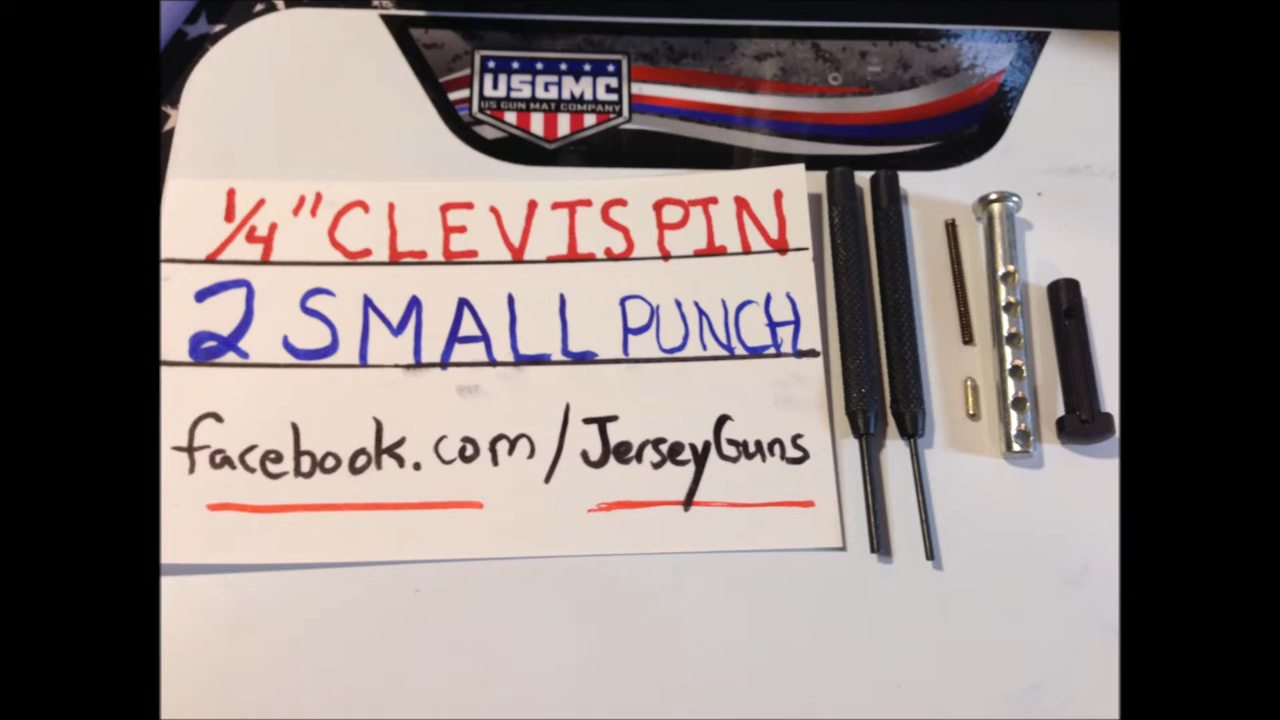 USGMC
US GUN MAT COMPANY
1/4" CLEVIS PIN
2 SMALL PUNCH
facebook.com/JerseyGuns